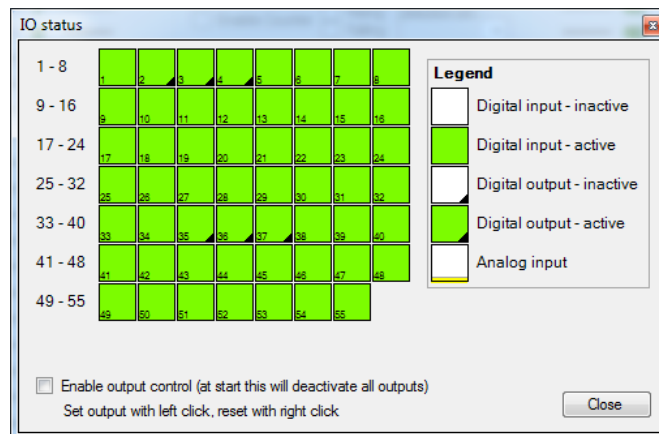 IO status
1 - 8
1 2 3 4 5 6 7 8
9 - 16
9 10 11 12 13 14 15 16
17 - 24
17 18 19 20 21 22 23 24
25 - 32
25 26 27 28 29 30 31 32
33 - 40
33 34 35 36 37 38 39 40
41 - 48
41 42 43 44 45 46 47 48
49 - 55
49 50 51 52 53 54 55
Legend
Digital input - inactive
Digital input - active
Digital output - inactive
Digital output - active
Analog input
Enable output control (at start this will deactivate all outputs)
Set output with left click, reset with right click
Close